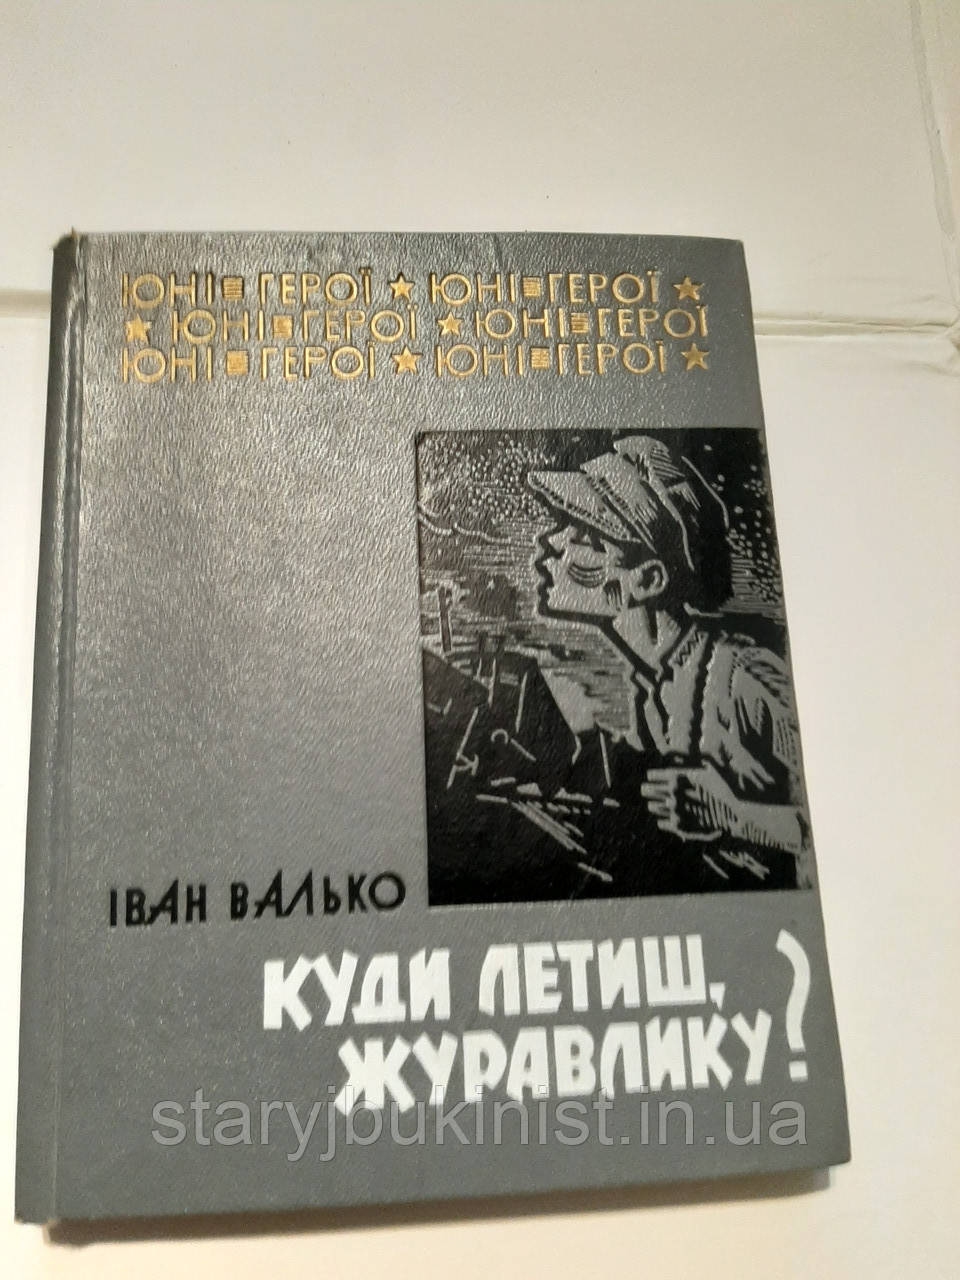 ЮНІ ГЕРОЇ ★ ЮНІ ГЕРОЇ ★
★ ЮНІ ГЕРОЇ ★ ЮНІ ГЕРОЇ
ЮНІ ГЕРОЇ ★ ЮНІ ГЕРОЇ ★
ІВАН ВАЛЬКО
КУДИ ЛЕТИШ,
ЖУРАВЛИКУ?
staryjbukinist.in.ua